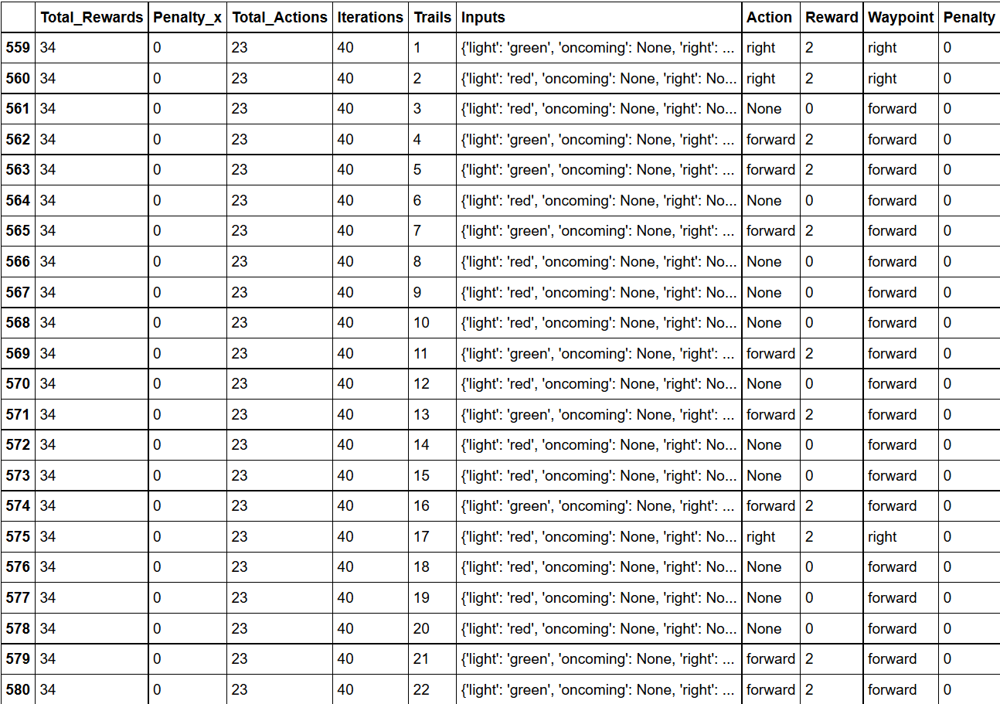 Total_Rewards Penalty_x Total_Actions Iterations Trails Inputs Action Reward Waypoint Penalty
559 34 0 23 40 1 {'light': 'green', 'oncoming': None, 'right': ... right 2 right 0
560 34 0 23 40 2 {'light': 'red', 'oncoming': None, 'right': No... right 2 right 0
561 34 0 23 40 3 {'light': 'red', 'oncoming': None, 'right': No... None 0 forward 0
562 34 0 23 40 4 {'light': 'green', 'oncoming': None, 'right': ... forward 2 forward 0
563 34 0 23 40 5 {'light': 'green', 'oncoming': None, 'right': ... forward 2 forward 0
564 34 0 23 40 6 {'light': 'red', 'oncoming': None, 'right': No... None 0 forward 0
565 34 0 23 40 7 {'light': 'green', 'oncoming': None, 'right': ... forward 2 forward 0
566 34 0 23 40 8 {'light': 'red', 'oncoming': None, 'right': No... None 0 forward 0
567 34 0 23 40 9 {'light': 'red', 'oncoming': None, 'right': No... None 0 forward 0
568 34 0 23 40 10 {'light': 'red', 'oncoming': None, 'right': No... None 0 forward 0
569 34 0 23 40 11 {'light': 'green', 'oncoming': None, 'right': ... forward 2 forward 0
570 34 0 23 40 12 {'light': 'red', 'oncoming': None, 'right': No... None 0 forward 0
571 34 0 23 40 13 {'light': 'green', 'oncoming': None, 'right': ... forward 2 forward 0
572 34 0 23 40 14 {'light': 'red', 'oncoming': None, 'right': No... None 0 forward 0
573 34 0 23 40 15 {'light': 'red', 'oncoming': None, 'right': No... None 0 forward 0
574 34 0 23 40 16 {'light': 'green', 'oncoming': None, 'right': ... forward 2 forward 0
575 34 0 23 40 17 {'light': 'red', 'oncoming': None, 'right': No... right 2 right 0
576 34 0 23 40 18 {'light': 'red', 'oncoming': None, 'right': No... None 0 forward 0
577 34 0 23 40 19 {'light': 'red', 'oncoming': None, 'right': No... None 0 forward 0
578 34 0 23 40 20 {'light': 'red', 'oncoming': None, 'right': No... None 0 forward 0
579 34 0 23 40 21 {'light': 'green', 'oncoming': None, 'right': ... forward 2 forward 0
580 34 0 23 40 22 {'light': 'green', 'oncoming': None, 'right': ... forward 2 forward 0